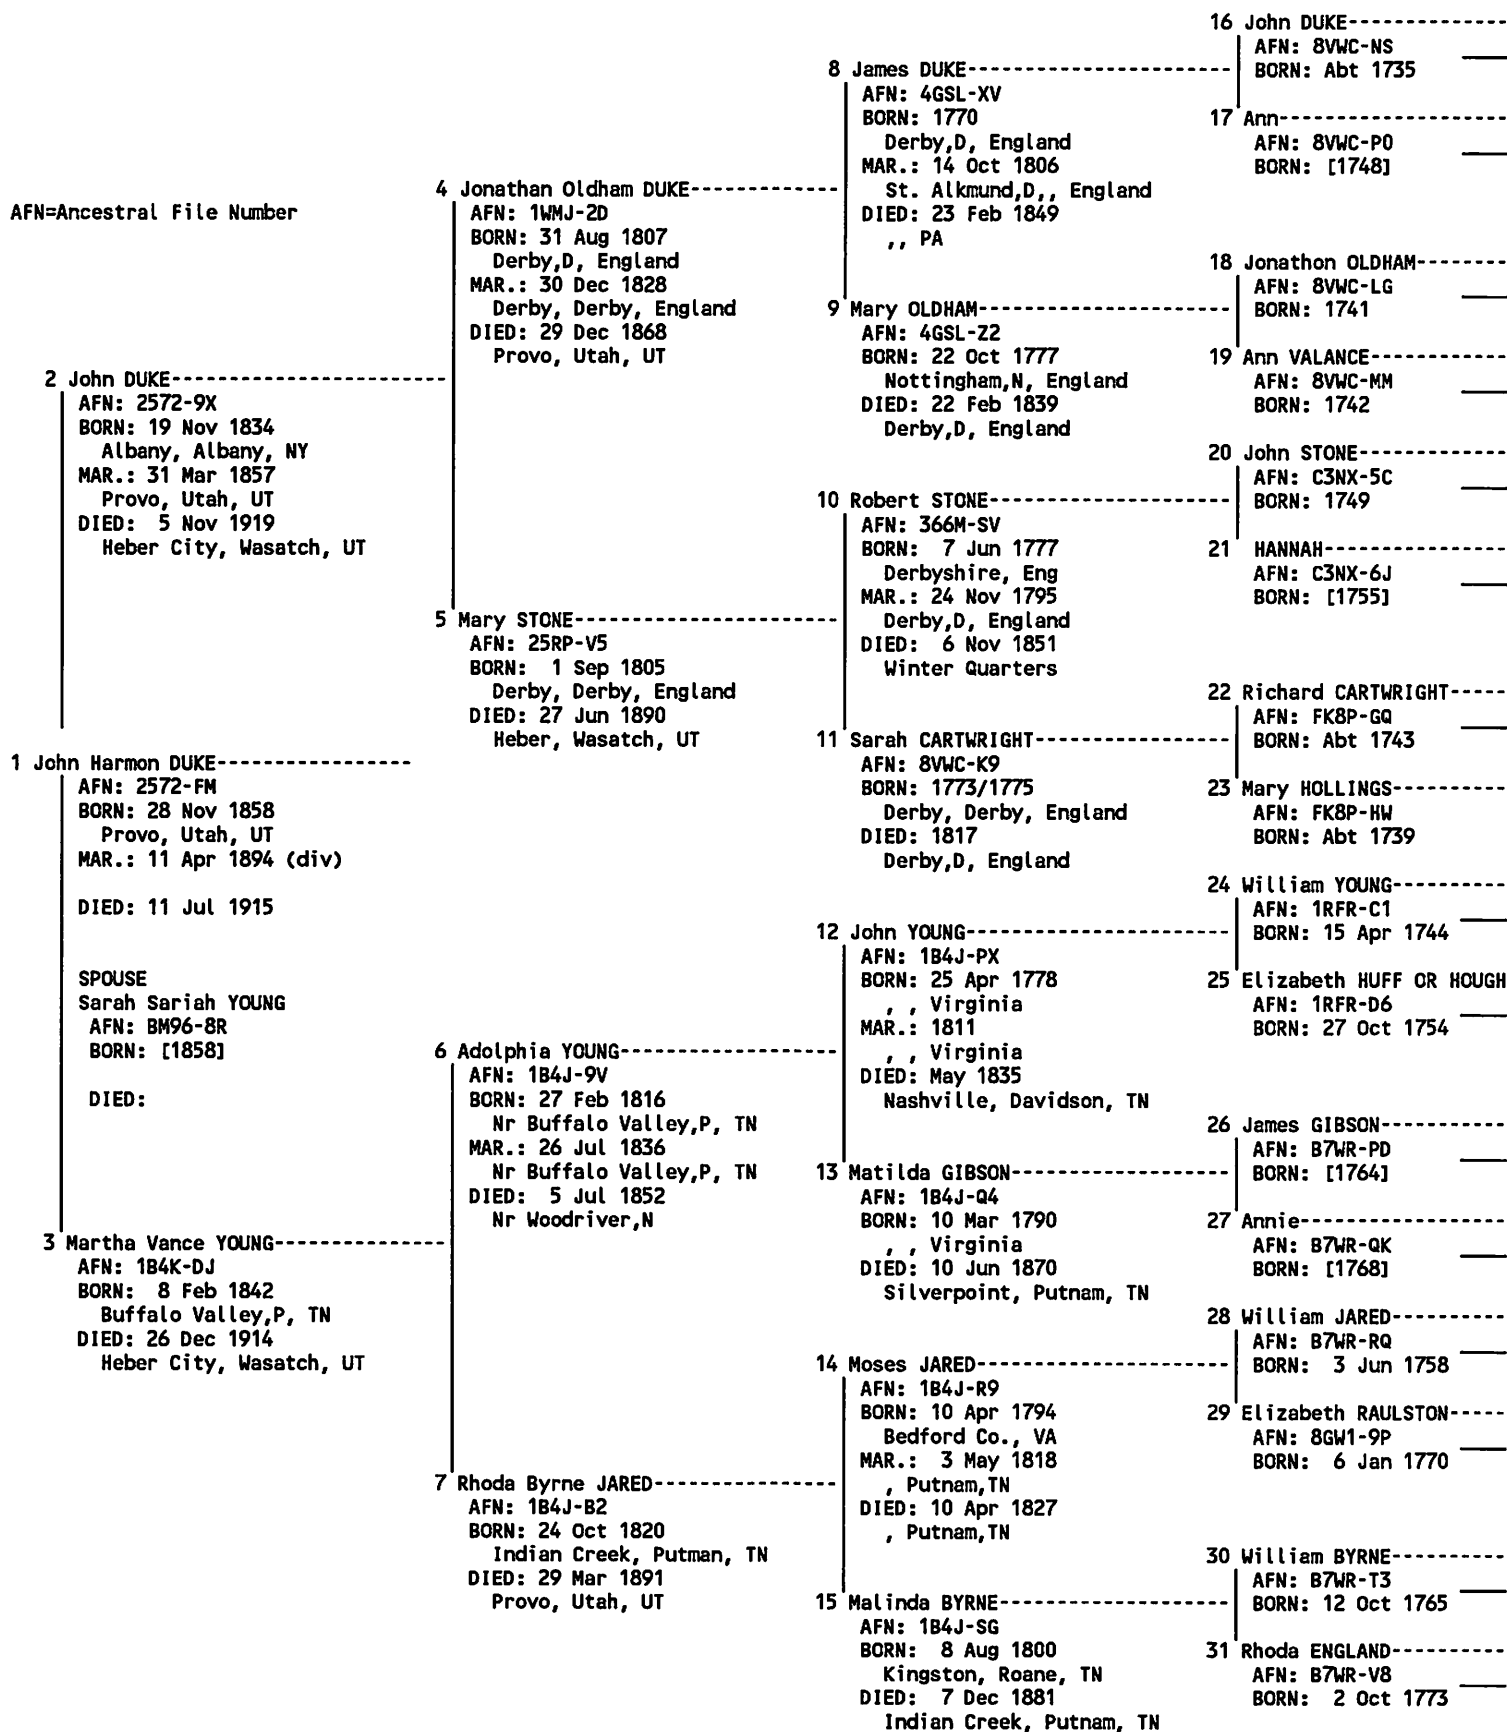 AFN=Ancestral File Number
1 John Harmon DUKE----------------
AFN: 2572-FM
BORN: 28 Nov 1858
Provo, Utah, UT
MAR.: 11 Apr 1894 (div)
DIED: 11 Jul 1915
SPOUSE
Sarah Sariah YOUNG
AFN: BM96-8R
BORN: [1858]
DIED:
2 John DUKE-----------------------
AFN: 2572-9X
BORN: 19 Nov 1834
Albany, Albany, NY
MAR.: 31 Mar 1857
Provo, Utah, UT
DIED:  5 Nov 1919
Heber City, Wasatch, UT
3 Martha Vance YOUNG--------------
AFN: 1B4K-DJ
BORN:  8 Feb 1842
Buffalo Valley,P, TN
DIED: 26 Dec 1914
Heber City, Wasatch, UT
4 Jonathan Oldham DUKE------------
AFN: 1WMJ-2D
BORN: 31 Aug 1807
Derby,D, England
MAR.: 30 Dec 1828
Derby, Derby, England
DIED: 29 Dec 1868
Provo, Utah, UT
5 Mary STONE----------------------
AFN: 25RP-V5
BORN:  1 Sep 1805
Derby, Derby, England
DIED: 27 Jun 1890
Heber, Wasatch, UT
6 Adolphia YOUNG------------------
AFN: 1B4J-9V
BORN: 27 Feb 1816
Nr Buffalo Valley,P, TN
MAR.: 26 Jul 1836
Nr Buffalo Valley,P, TN
DIED:  5 Jul 1852
Nr Woodriver,N
7 Rhoda Byrne JARED---------------
AFN: 1B4J-B2
BORN: 24 Oct 1820
Indian Creek, Putman, TN
DIED: 29 Mar 1891
Provo, Utah, UT
8 James DUKE----------------------
AFN: 4GSL-XV
BORN: 1770
Derby,D, England
MAR.: 14 Oct 1806
St. Alkmund,D,, England
DIED: 23 Feb 1849
,, PA
9 Mary OLDHAM---------------------
AFN: 4GSL-Z2
BORN: 22 Oct 1777
Nottingham,N, England
DIED: 22 Feb 1839
Derby,D, England
10 Robert STONE--------------------
AFN: 366M-SV
BORN:  7 Jun 1777
Derbyshire, Eng
MAR.: 24 Nov 1795
Derby,D, England
DIED:  6 Nov 1851
Winter Quarters
11 Sarah CARTWRIGHT----------------
AFN: 8VWC-K9
BORN: 1773/1775
Derby, Derby, England
DIED: 1817
Derby,D, England
12 John YOUNG----------------------
AFN: 1B4J-PX
BORN: 25 Apr 1778
, , Virginia
MAR.: 1811
, , Virginia
DIED: May 1835
Nashville, Davidson, TN
13 Matilda GIBSON------------------
AFN: 1B4J-Q4
BORN: 10 Mar 1790
, , Virginia
DIED: 10 Jun 1870
Silverpoint, Putnam, TN
14 Moses JARED---------------------
AFN: 1B4J-R9
BORN: 10 Apr 1794
Bedford Co., VA
MAR.:  3 May 1818
, Putnam,TN
DIED: 10 Apr 1827
, Putnam,TN
15 Malinda BYRNE-------------------
AFN: 1B4J-SG
BORN:  8 Aug 1800
Kingston, Roane, TN
DIED:  7 Dec 1881
Indian Creek, Putnam, TN
16 John DUKE-------------
AFN: 8VWC-NS
BORN: Abt 1735
17 Ann-------------------
AFN: 8VWC-P0
BORN: [1748]
18 Jonathon OLDHAM-------
AFN: 8VWC-LG
BORN: 1741
19 Ann VALANCE-----------
AFN: 8VWC-MM
BORN: 1742
20 John STONE------------
AFN: C3NX-5C
BORN: 1749
21  HANNAH---------------
AFN: C3NX-6J
BORN: [1755]
22 Richard CARTWRIGHT-----
AFN: FK8P-GQ
BORN: Abt 1743
23 Mary HOLLINGS---------
AFN: FK8P-HW
BORN: Abt 1739
24 William YOUNG---------
AFN: 1RFR-C1
BORN: 15 Apr 1744
25 Elizabeth HUFF OR HOUGH
AFN: 1RFR-D6
BORN: 27 Oct 1754
26 James GIBSON----------
AFN: B7WR-PD
BORN: [1764]
27 Annie-----------------
AFN: B7WR-QK
BORN: [1768]
28 William JARED---------
AFN: B7WR-RQ
BORN:  3 Jun 1758
29 Elizabeth RAULSTON-----
AFN: 8GW1-9P
BORN:  6 Jan 1770
30 William BYRNE---------
AFN: B7WR-T3
BORN: 12 Oct 1765
31 Rhoda ENGLAND---------
AFN: B7WR-V8
BORN:  2 Oct 1773